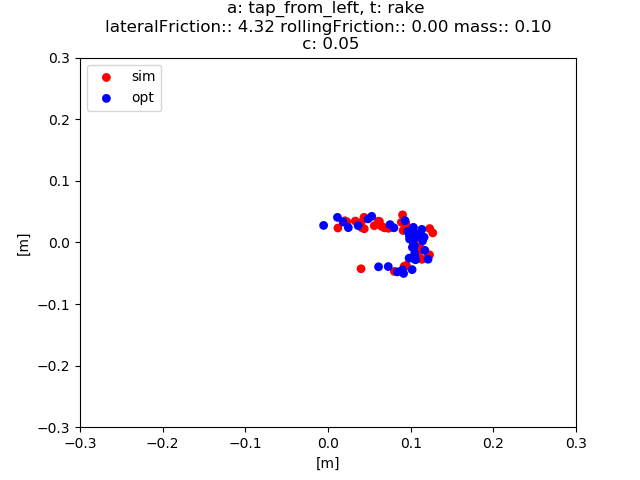 a: tap_from_left, t: rake
lateralFriction:: 4.32 rollingFriction:: 0.00 mass:: 0.10
c: 0.05
sim
opt
0.3
0.2
0.1
0.0
−0.1
−0.2
−0.3
[m]
−0.3
−0.2
−0.1
0.0
0.1
0.2
0.3
[m]